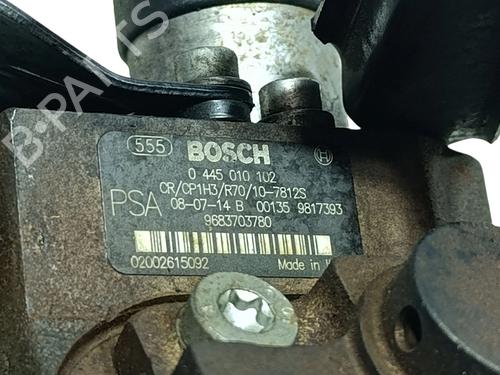 555 BOSCH
0 445 010 102
CR/CP1H3/R70/10-7812S
PSA 08-07-14 B 00135 9817393
9683703780
02002615092 Made in
B-PARTS